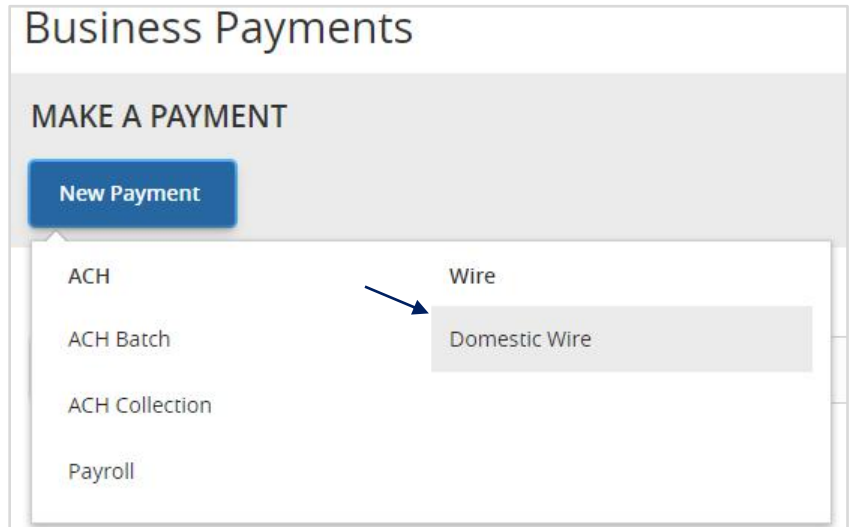 Business Payments
MAKE A PAYMENT
New Payment
ACH
Wire
ACH Batch
Domestic Wire
ACH Collection
Payroll